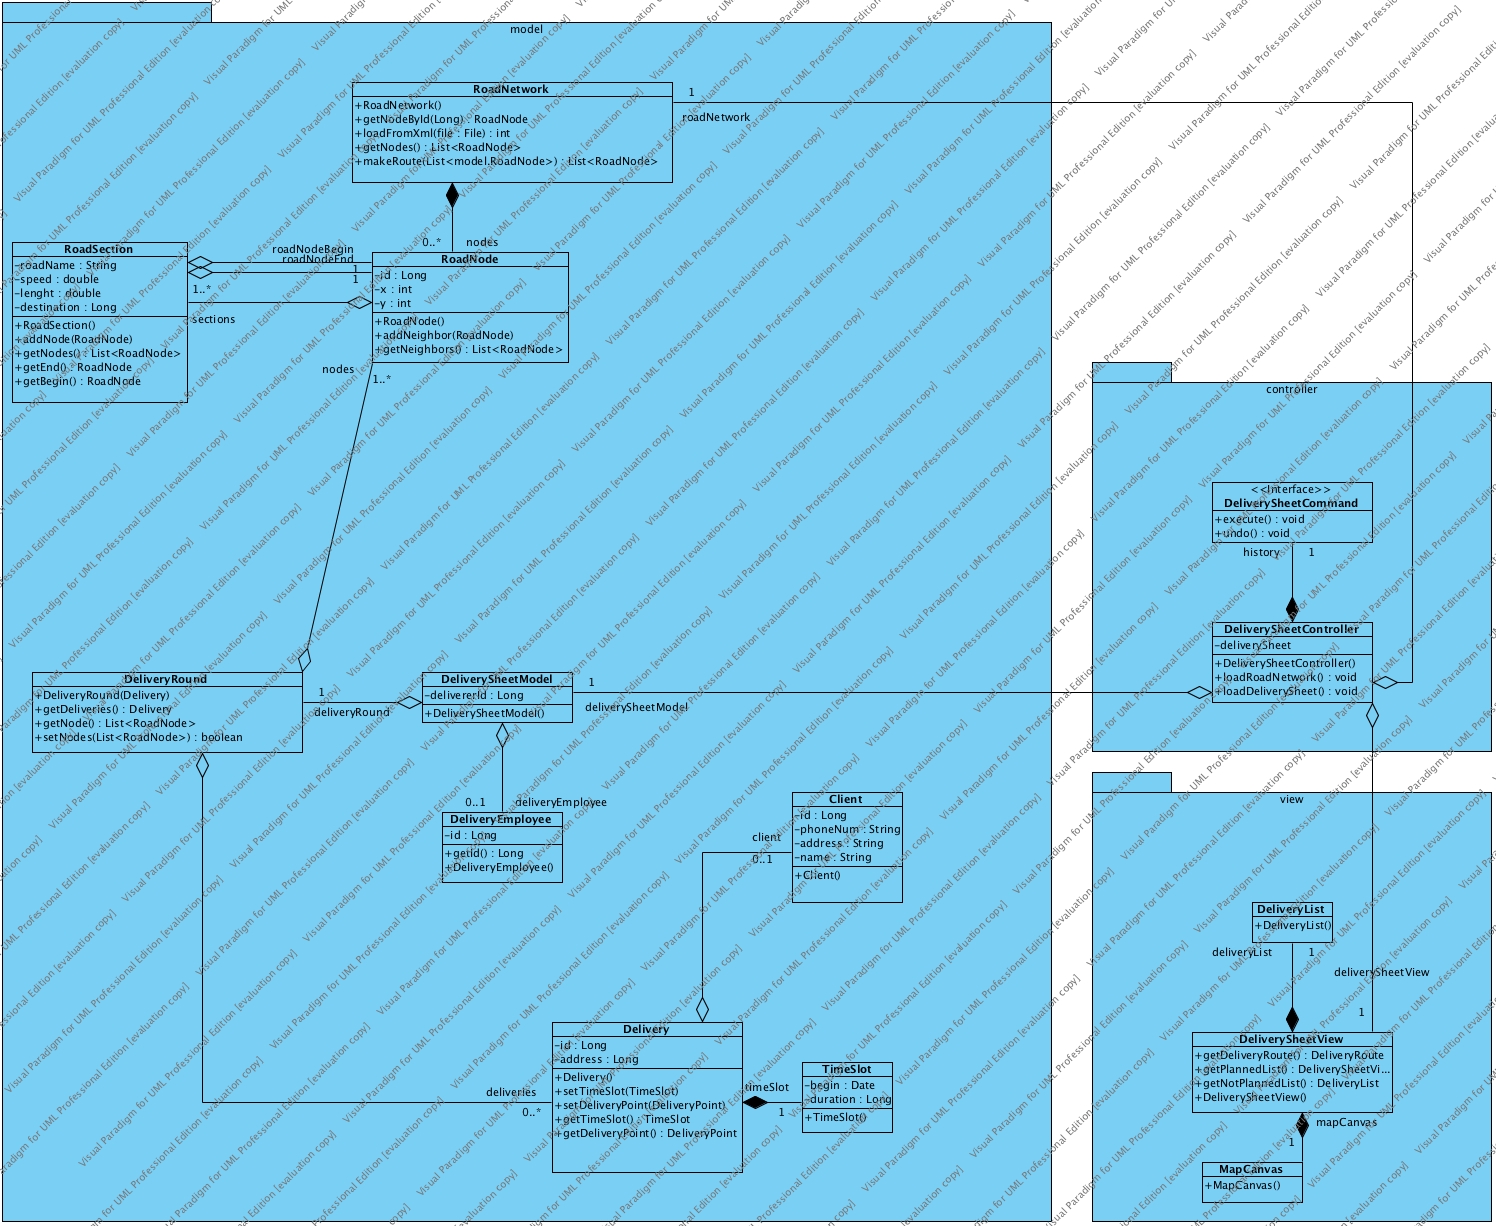 model
RoadNetwork
+RoadNetwork()
+getNodeById(Long) : RoadNode
+loadFromXml(file : File) : int
+getNodes() : List<RoadNode>
+makeRoute(List<model.RoadNode>) : List<RoadNode>
1
roadNetwork
0..*
nodes
RoadSection
-roadName : String
-speed : double
-lenght : double
-destination : Long
+RoadSection()
+addNode(RoadNode)
+getNodes() : List<RoadNode>
+getEnd() : RoadNode
+getBegin() : RoadNode
roadNodeBegin
roadNodeEnd
1
1
1..*
sections
RoadNode
-id : Long
-x : int
-y : int
+RoadNode()
+addNeighbor(RoadNode)
+getNeighbors() : List<RoadNode>
nodes
1..*
controller
<<Interface>>
DeliverySheetCommand
+execute() : void
+undo() : void
history
1
DeliverySheetController
-deliverySheet
+DeliverySheetController()
+loadRoadNetwork() : void
+loadDeliverySheet() : void
DeliveryRound
+DeliveryRound(Delivery)
+getDeliveries() : Delivery
+getNode() : List<RoadNode>
+setNodes(List<RoadNode>) : boolean
1
deliveryRound
DeliverySheetModel
-delivererId : Long
+DeliverySheetModel()
1
deliverySheetModel
0..1
deliveryEmployee
DeliveryEmployee
-id : Long
+getId() : Long
+DeliveryEmployee()
client
0..1
Client
-id : Long
-phoneNum : String
-address : String
-name : String
+Client()
view
DeliveryList
+DeliveryList()
deliveryList
1
deliverySheetView
1
DeliverySheetView
+getDeliveryRoute() : DeliveryRoute
+getPlannedList() : DeliverySheetVi...
+getNotPlannedList() : DeliveryList
+DeliverySheetView()
mapCanvas
1
MapCanvas
+MapCanvas()
Delivery
-id : Long
-address : Long
+Delivery()
+setTimeSlot(TimeSlot)
+setDeliveryPoint(DeliveryPoint)
+getTimeSlot() : TimeSlot
+getDeliveryPoint() : DeliveryPoint
deliveries
0..*
timeSlot
1
TimeSlot
-begin : Date
-duration : Long
+TimeSlot()
Visual Paradigm for UML Professional Edition [evaluation copy]